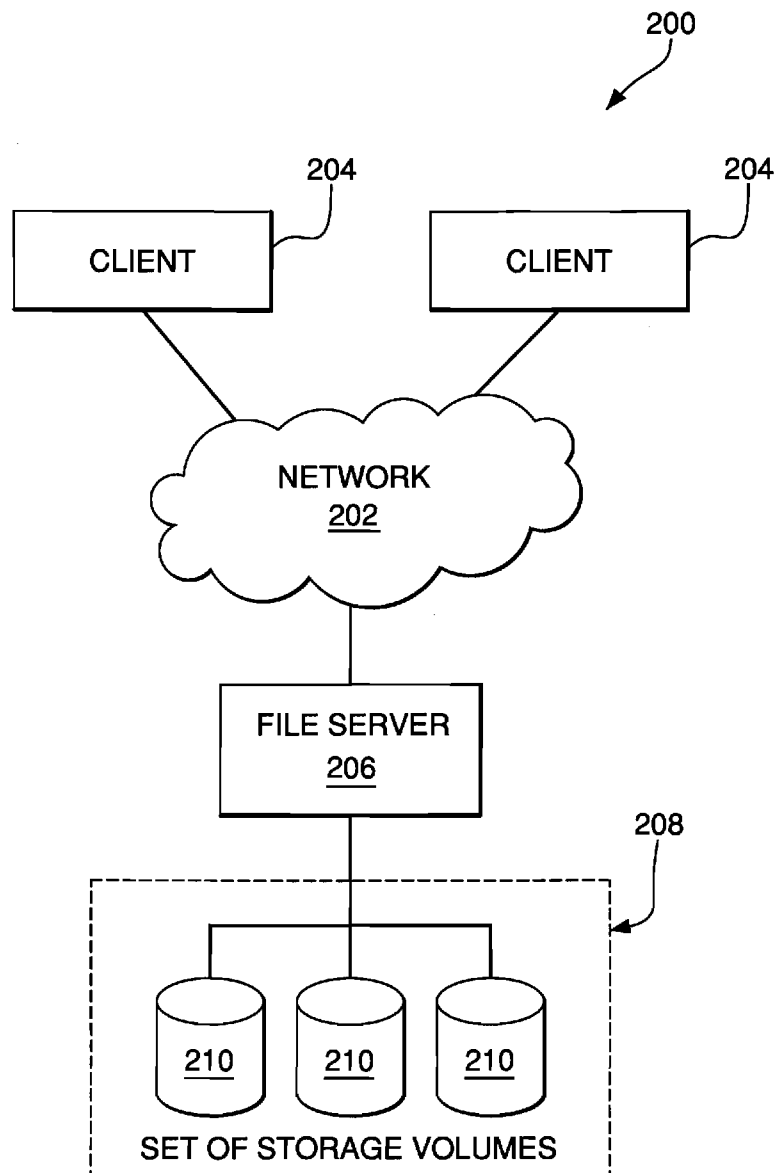 200
204
204
CLIENT
CLIENT
NETWORK
202
FILE SERVER
206
208
210
210
210
SET OF STORAGE VOLUMES